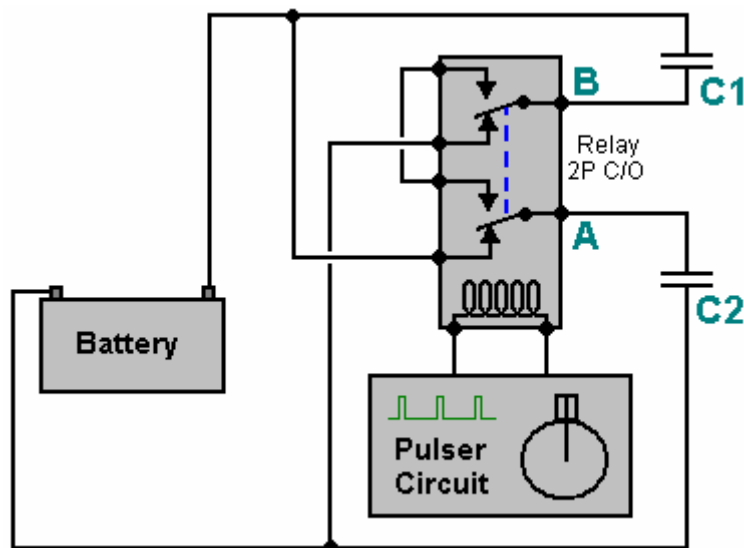 B
C1
Relay
2P C/O
A
C2
Battery
Pulser
Circuit